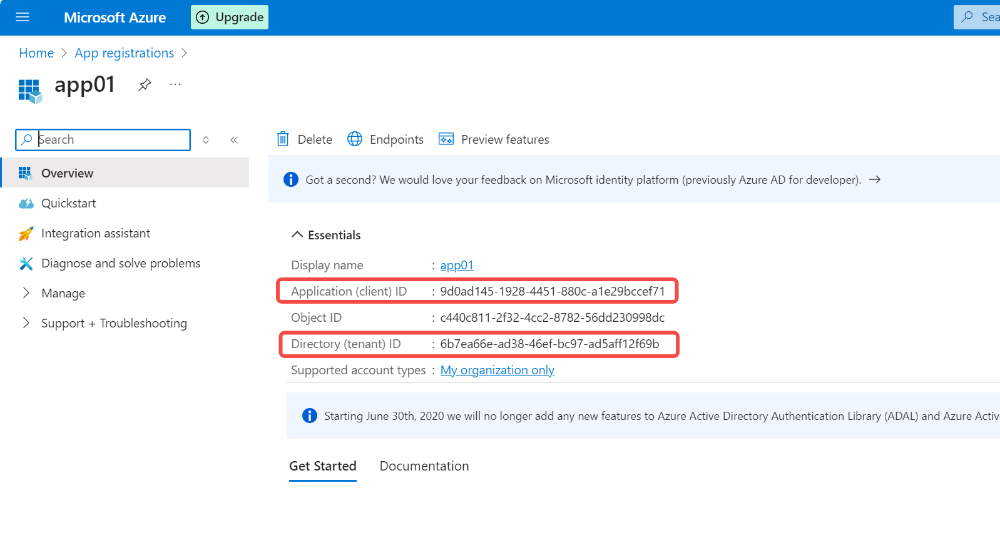 Microsoft Azure Upgrade
Home > App registrations >
app01 ...
Search
Overview
Quickstart
Integration assistant
Diagnose and solve problems
Manage
Support + Troubleshooting
Delete Endpoints Preview features
Got a second? We would love your feedback on Microsoft identity platform (previously Azure AD for developer). →
Essentials
Display name : app01
Application (client) ID : 9d0ad145-1928-4451-880c-a1e29bccef71
Object ID : c440c811-2f32-4cc2-8782-56dd230998dc
Directory (tenant) ID : 6b7ea66e-ad38-46ef-bc97-ad5aff12f69b
Supported account types : My organization only
Starting June 30th, 2020 we will no longer add any new features to Azure Active Directory Authentication Library (ADAL) and Azure
Get Started Documentation